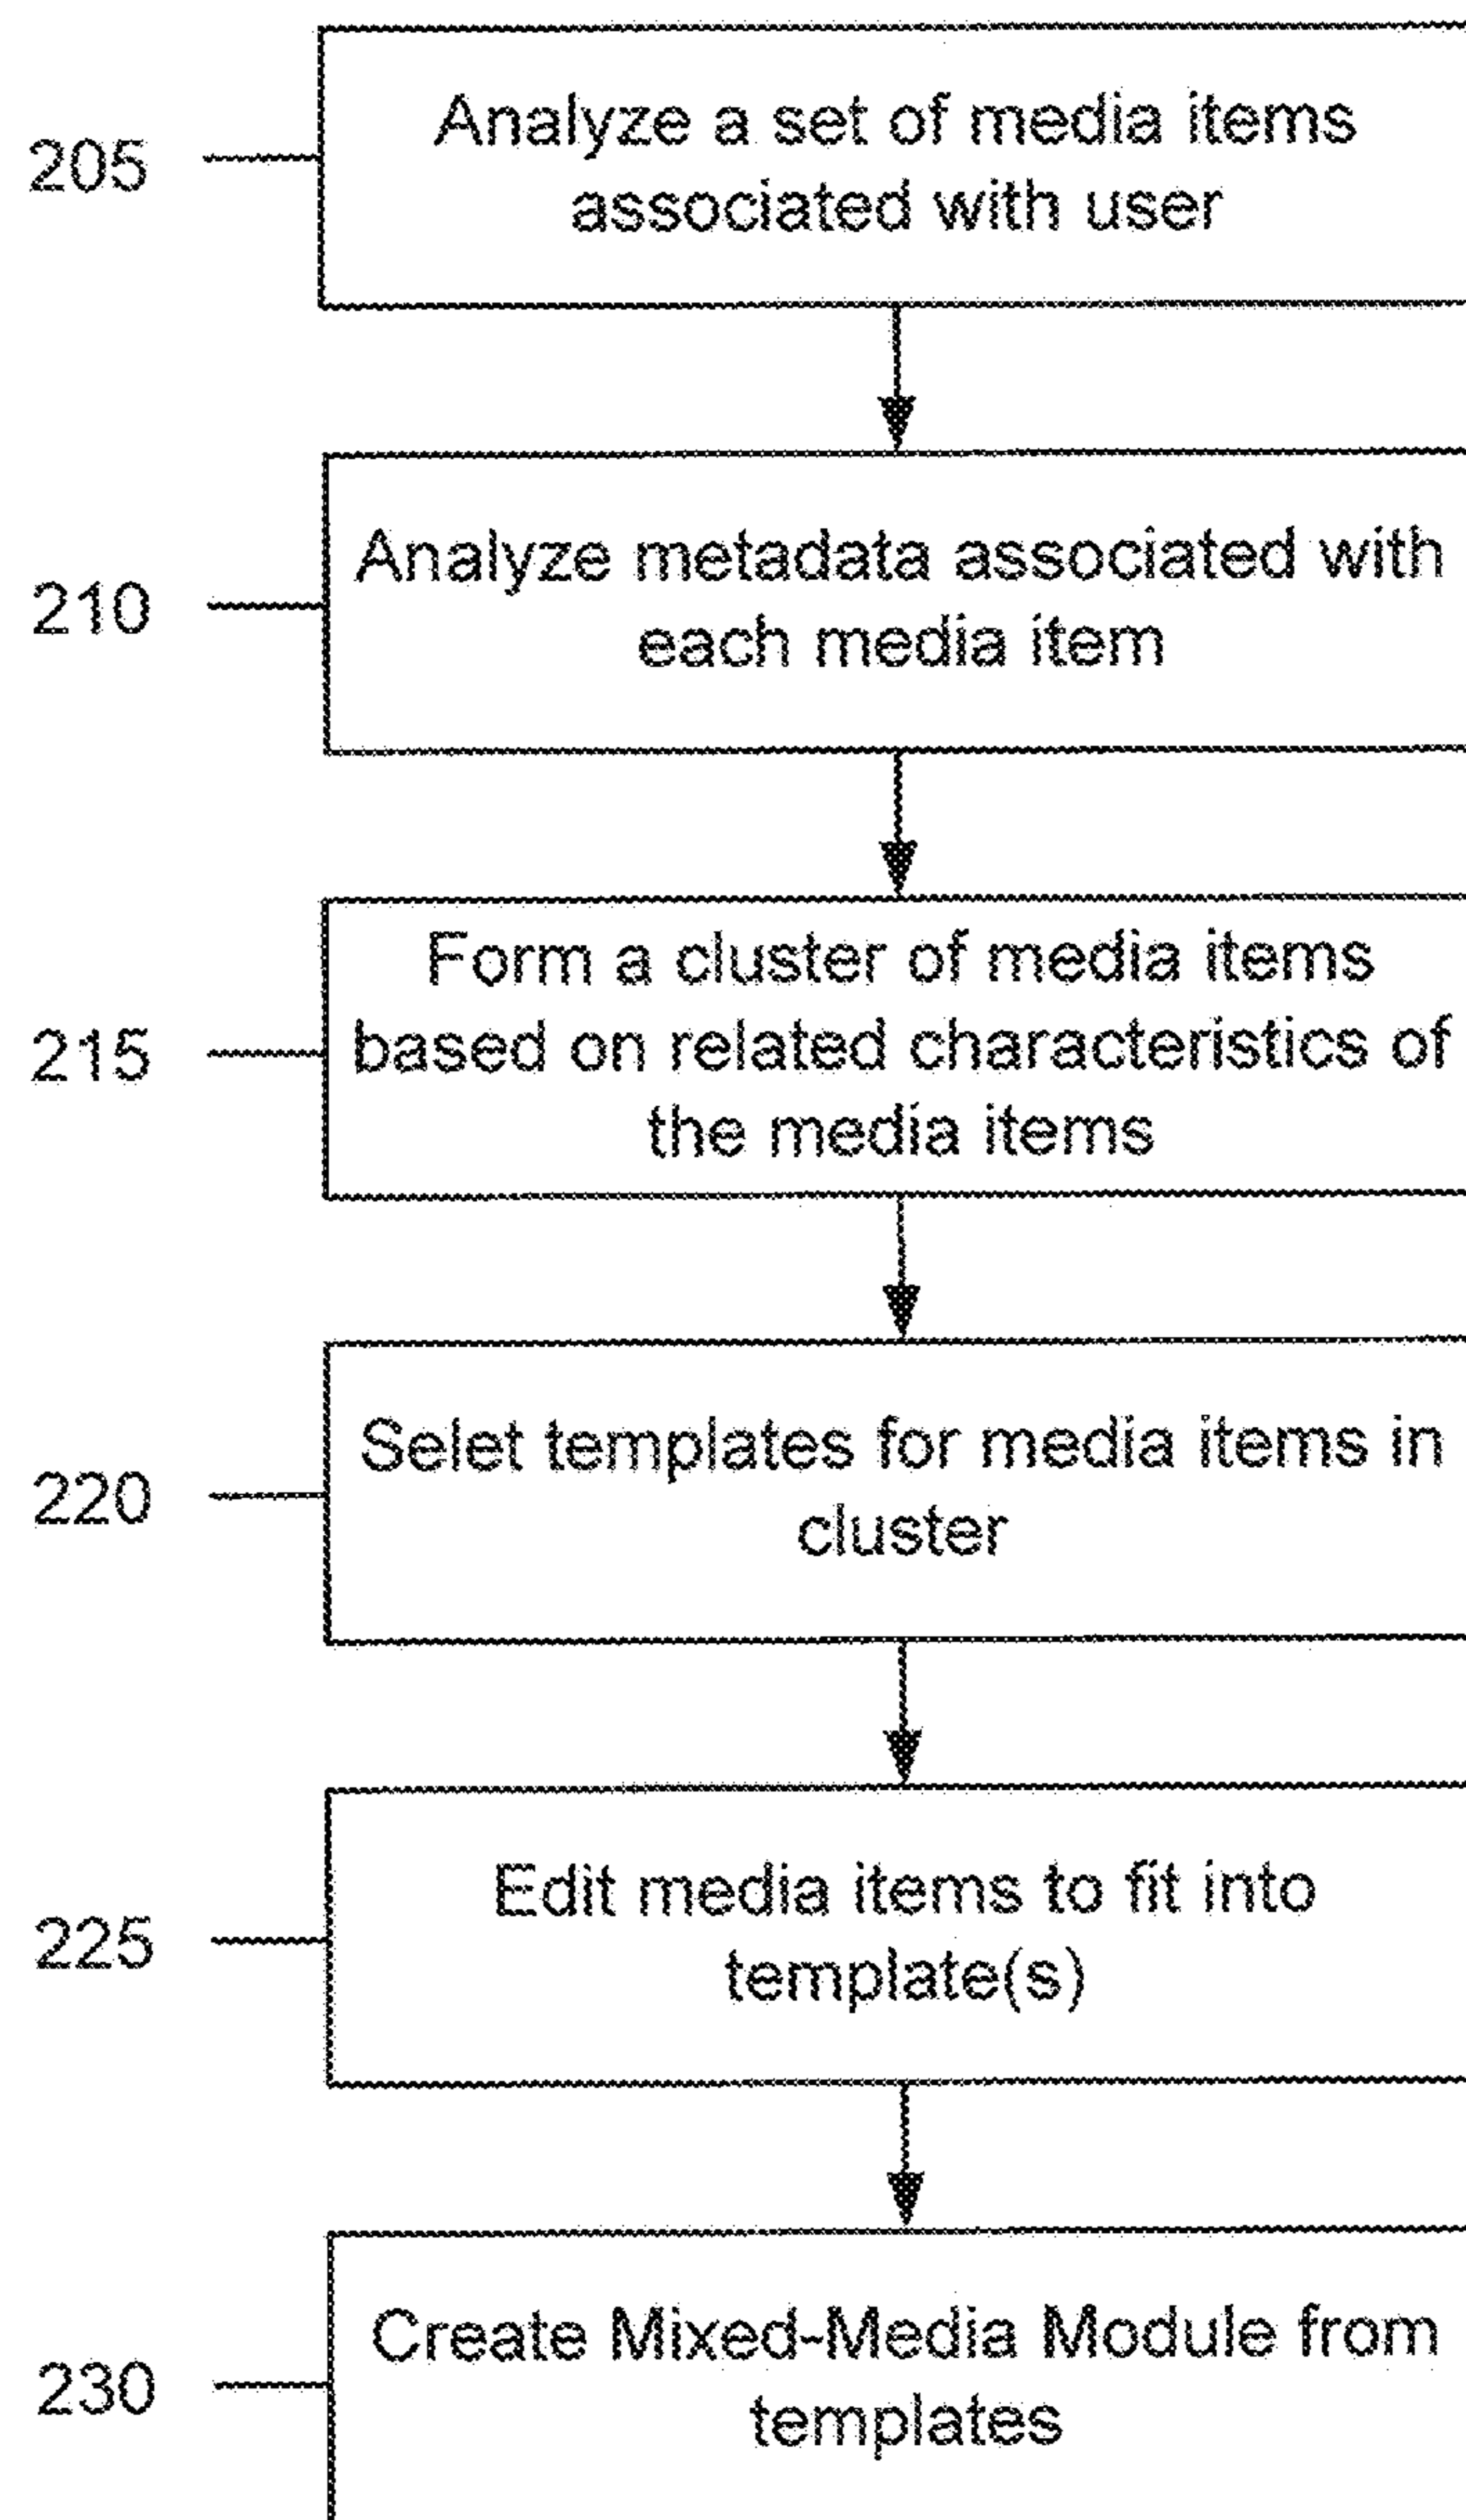 205
Analyze a set of media items
associated with user
210
Analyze metadata associated with
each media item
215
Form a cluster of media items
based on related characteristics of
the media items
220
Selet templates for media items in
cluster
225
Edit media items to fit into
template(s)
230
Create Mixed-Media Module from
templates